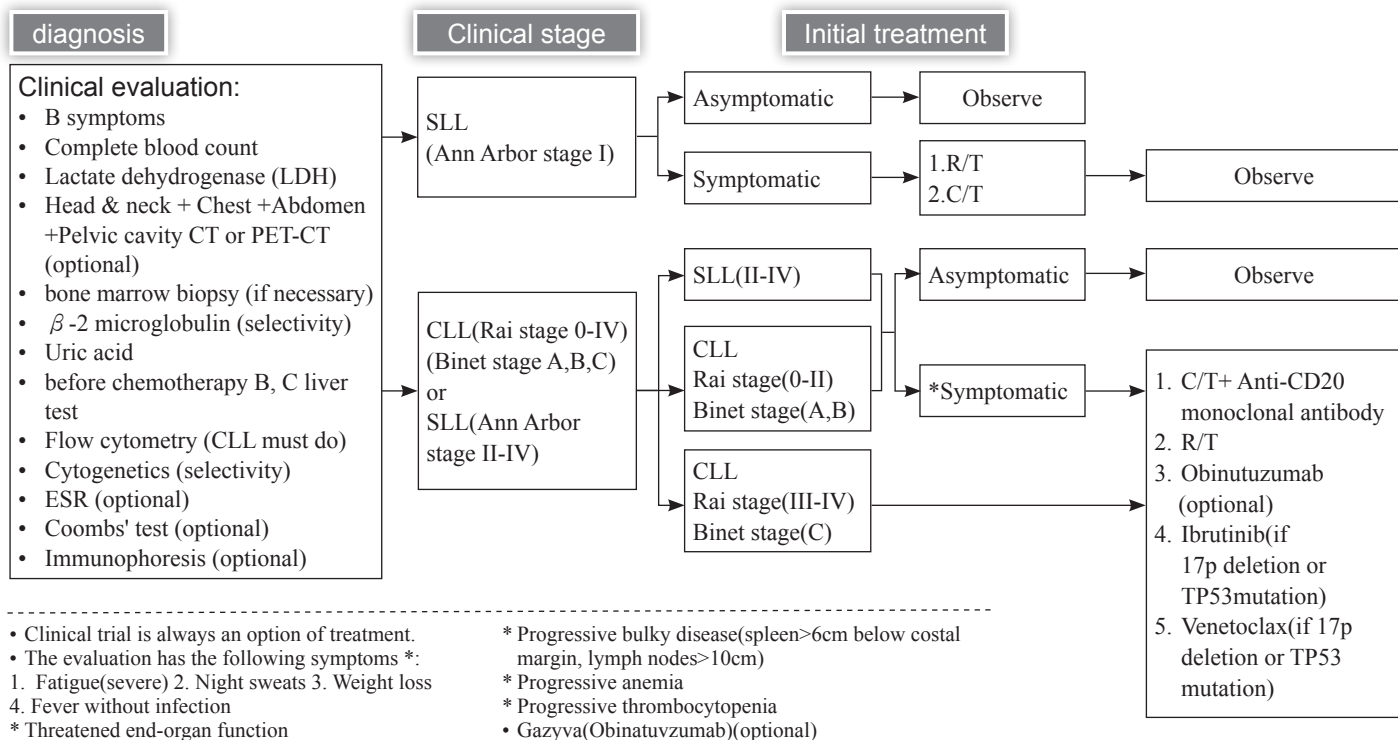 diagnosis
Clinical stage
Initial treatment
Clinical evaluation:
• B symptoms
• Complete blood count
• Lactate dehydrogenase (LDH)
• Head & neck + Chest +Abdomen
+Pelvic cavity CT or PET-CT
(optional)
• bone marrow biopsy (if necessary)
• β-2 microglobulin (selectivity)
• Uric acid
• before chemotherapy B, C liver
test
• Flow cytometry (CLL must do)
• Cytogenetics (selectivity)
• ESR (optional)
• Coombs' test (optional)
• Immunophoresis (optional)
SLL
(Ann Arbor stage I)
Asymptomatic
Observe
Symptomatic
1.R/T
2.C/T
Observe
CLL(Rai stage 0-IV)
(Binet stage A,B,C)
or
SLL(Ann Arbor
stage II-IV)
SLL(II-IV)
CLL
Rai stage(0-II)
Binet stage(A,B)
CLL
Rai stage(III-IV)
Binet stage(C)
Asymptomatic
Observe
*Symptomatic
1. C/T+ Anti-CD20
monoclonal antibody
2. R/T
3. Obinutuzumab
(optional)
4. Ibrutinib(if
17p deletion or
TP53mutation)
5. Venetoclax(if 17p
deletion or TP53
mutation)
• Clinical trial is always an option of treatment.
• The evaluation has the following symptoms *:
1. Fatigue(severe) 2. Night sweats 3. Weight loss
4. Fever without infection
* Threatened end-organ function
* Progressive bulky disease(spleen>6cm below costal
margin, lymph nodes>10cm)
* Progressive anemia
* Progressive thrombocytopenia
• Gazyva(Obinatuvzumab)(optional)